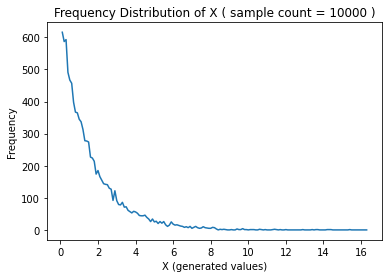 Frequency Distribution of X ( sample count = 10000 )
600
500
400
300
200
100
0
Frequency
0 2 4 6 8 10 12 14 16
X (generated values)